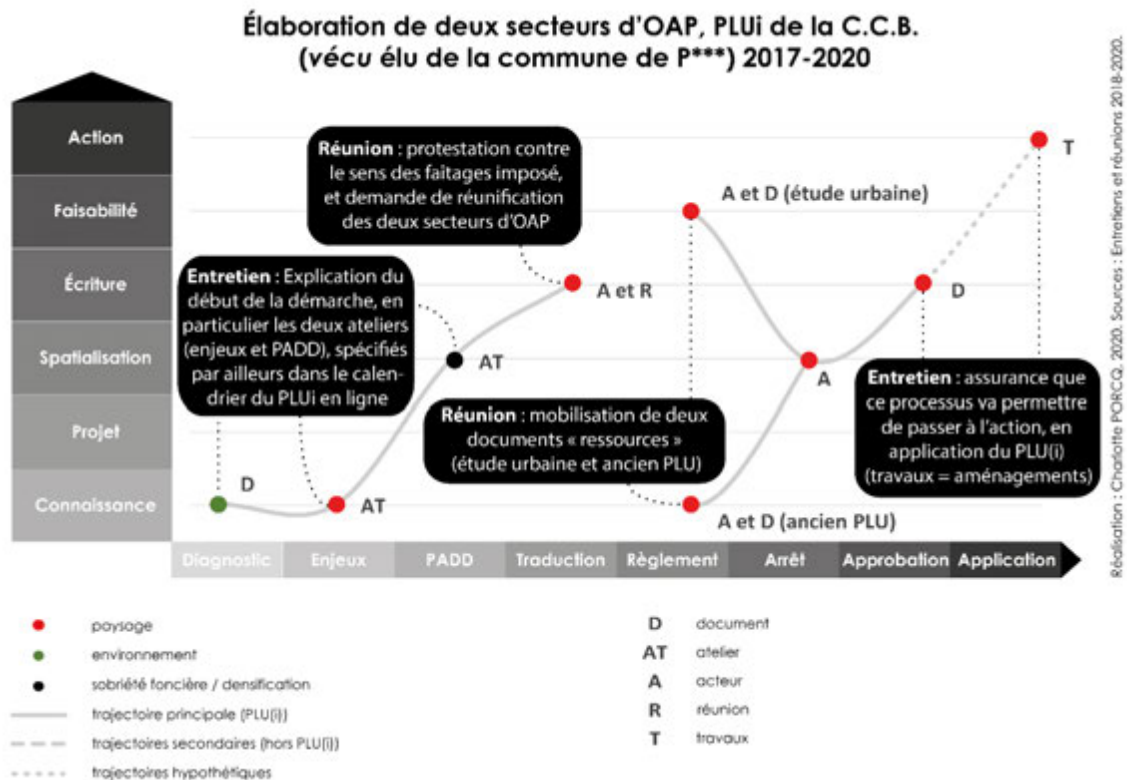 Élaboration de deux secteurs d'OAP, PLUi de la C.C.B.
(vécu élu de la commune de P***) 2017-2020
Action
Faisabilité
Écriture
Spatialisation
Projet
Connaissance
Réunion : protestation contre
le sens des faîtages imposé,
et demande de réunification
des deux secteurs d'OAP
Entretien : Explication du
début de la démarche, en
particulier les deux ateliers
(enjeux et PADD), spécifiés
par ailleurs dans le calen-
drier du PLUi en ligne
Réunion : mobilisation de deux
documents « ressources »
(étude urbaine et ancien PLU)
Entretien : assurance que
ce processus va permettre
de passer à l'action, en
application du PLU(i)
(travaux = aménagements)
D
AT
AT
A et R
A et D (étude urbaine)
A et D (ancien PLU)
A
D
T
Diagnostic
Enjeux
PADD
Traduction
Règlement
Arrêt
Approbation
Application
paysage
environnement
sobriété foncière / densification
trajectoire principale (PLU(i))
trajectoires secondaires (hors PLU(i))
trajectoires hypothétiques
D document
AT atelier
A acteur
R réunion
T travaux
Réalisation : Charlotte PORCQ, 2020. Sources : Entretiens et réunions 2018-2020.